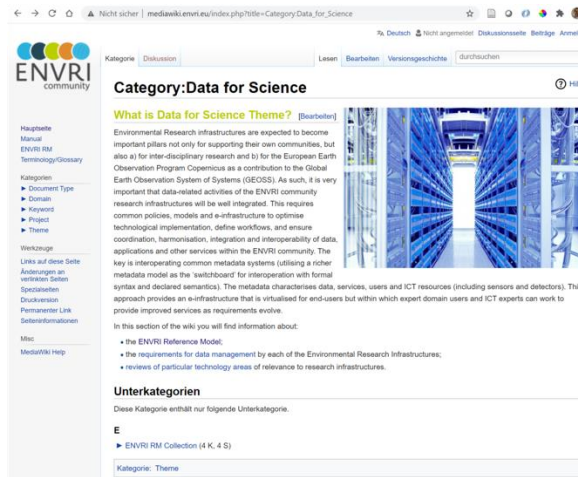 Nicht sicher | mediawiki.envri.eu/index.php?title=Category:Data_for_Science
Deutsch Nicht angemeldet Diskussionsseite Beiträge Anmel
ENVRI
community
Kategorie Diskussion
Lesen Bearbeiten Versionsgeschichte
durchsuchen
Category:Data for Science
Hil
Hauptseite
Manual
ENVRI RM
Terminology/Glossary
Kategorien
► Document Type
► Domain
► Keyword
► Project
► Theme
Werkzeuge
Links auf diese Seite
Änderungen an
verlinkten Seiten
Spezialseiten
Druckversion
Permanenter Link
Seiteninformationen
Misc
MediaWiki Help
What is Data for Science Theme? [Bearbeiten]
Environmental Research infrastructures are expected to become
important pillars not only for supporting their own communities, but
also a) for inter-disciplinary research and b) for the European Earth
Observation Program Copernicus as a contribution to the Global
Earth Observation System of Systems (GEOSS). As such, it is very
important that data-related activities of the ENVRI community
research infrastructures will be well integrated. This requires
common policies, models and e-infrastructure to optimise
technological implementation, define workflows, and ensure
coordination, harmonisation, integration and interoperability of data,
applications and other services within the ENVRI community. The
key is interoperating common metadata systems (utilising a richer
metadata model as the 'switchboard' for interoperation with formal
syntax and declared semantics). The metadata characterises data, services, users and ICT resources (including sensors and detectors). This
approach provides an e-infrastructure that is virtualised for end-users but within which expert domain users and ICT experts can work to
provide improved services as requirements evolve.
In this section of the wiki you will find information about:
• the ENVRI Reference Model;
• the requirements for data management by each of the Environmental Research Infrastructures;
• reviews of particular technology areas of relevance to research infrastructures.
Unterkategorien
Diese Kategorie enthält nur folgende Unterkategorie.
E
► ENVRI RM Collection (4 K, 4 S)
Kategorie: Theme